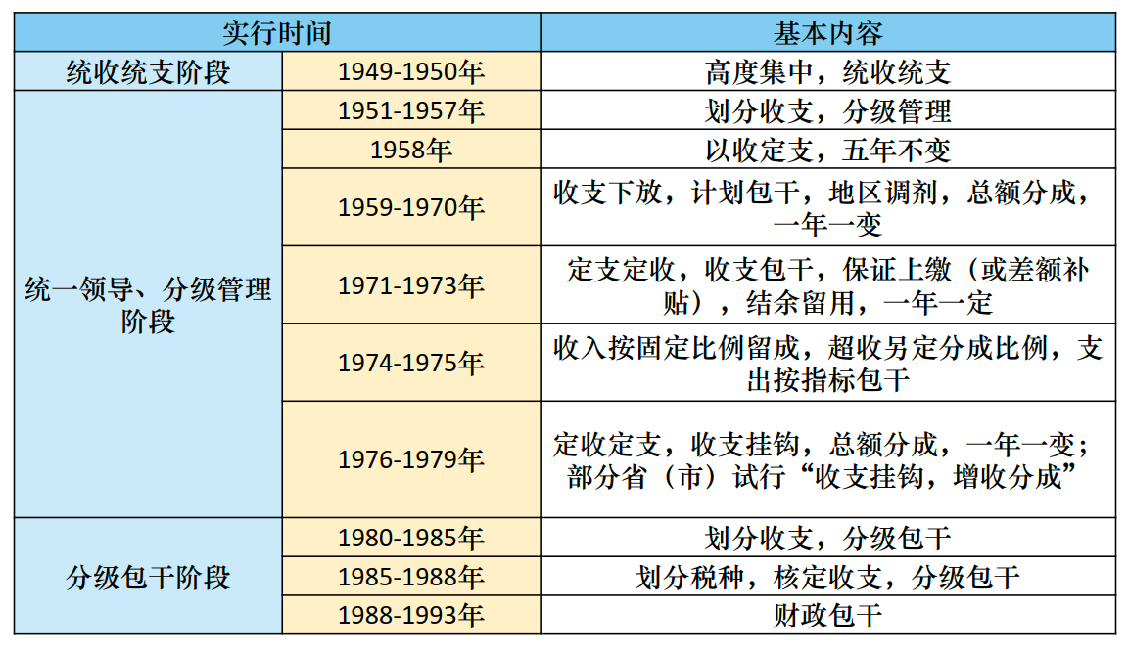 实行时间
基本内容
统收统支阶段
1949-1950年
高度集中，统收统支
统一领导、分级管理
阶段
1951-1957年
划分收支，分级管理
1958年
以收定支，五年不变
1959-1970年
收支下放，计划包干，地区调剂，总额分成，
一年一变
1971-1973年
定支定收，收支包干，保证上缴（或差额补
贴），结余留用，一年一定
1974-1975年
收入按固定比例留成，超收另定分成比例，支
出按指标包干
1976-1979年
定收定支，收支挂钩，总额分成，一年一变；
部分省（市）试行“收支挂钩，增收分成”
分级包干阶段
1980-1985年
划分收支，分级包干
1985-1988年
划分税种，核定收支，分级包干
1988-1993年
财政包干